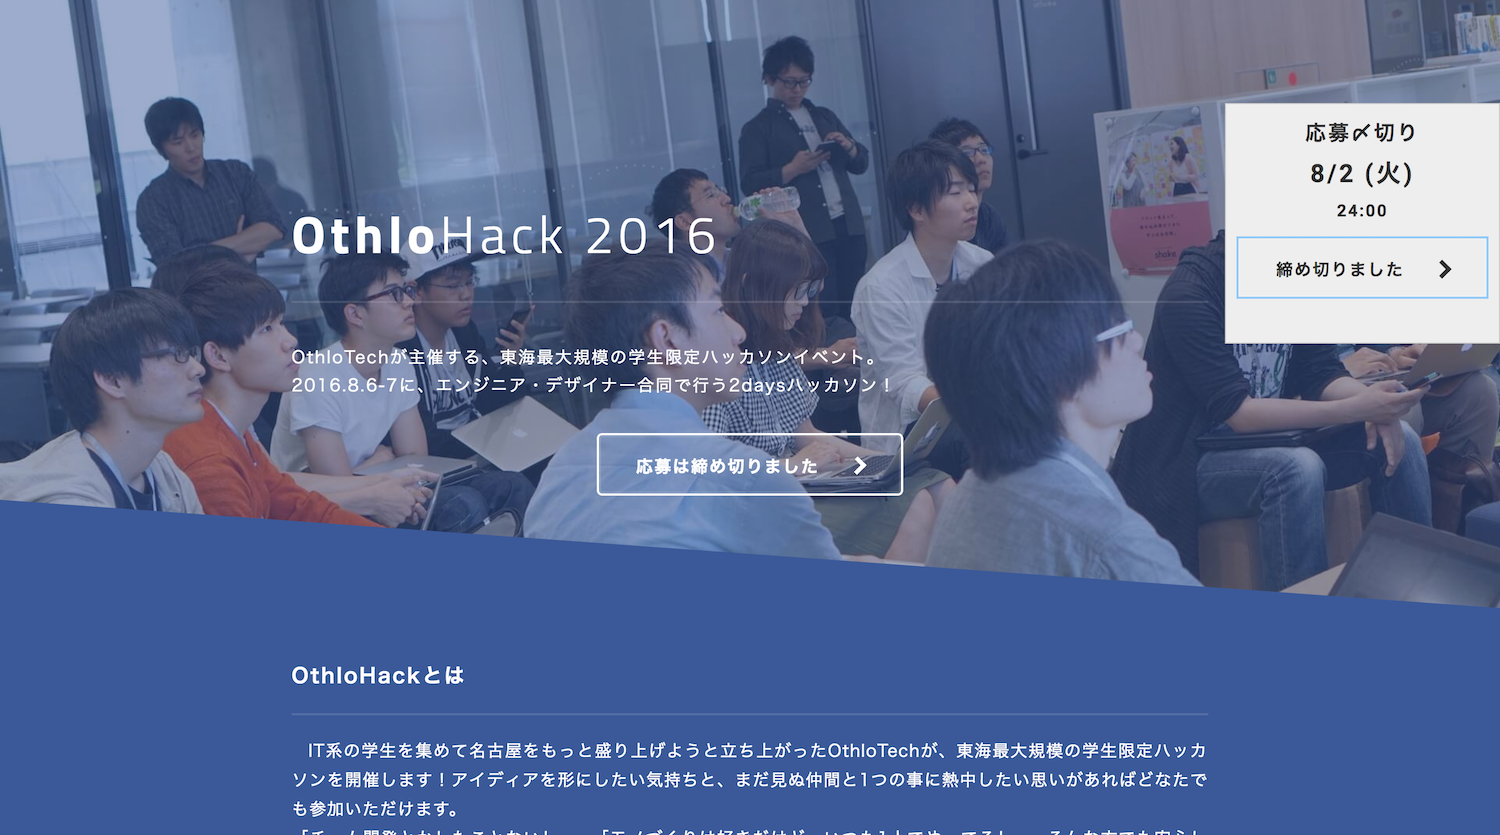 応募〆切り
8/2 (火)
24:00
締め切りました
OthloHack 2016
OthloTechが主催する、東海最大規模の学生限定ハッカソンイベント。
2016.8.6-7に、エンジニア・デザイナー合同で行う2daysハッカソン！
応募は締め切りました
OthloHackとは
IT系の学生を集めて名古屋をもっと盛り上げようと立ち上がったOthloTechが、東海最大規模の学生限定ハッカ
ソンを開催します！アイディアを形にしたい気持ちと、まだ見ぬ仲間と1つの事に熱中したい思いがあればどなたで
も参加いただけます。
shake